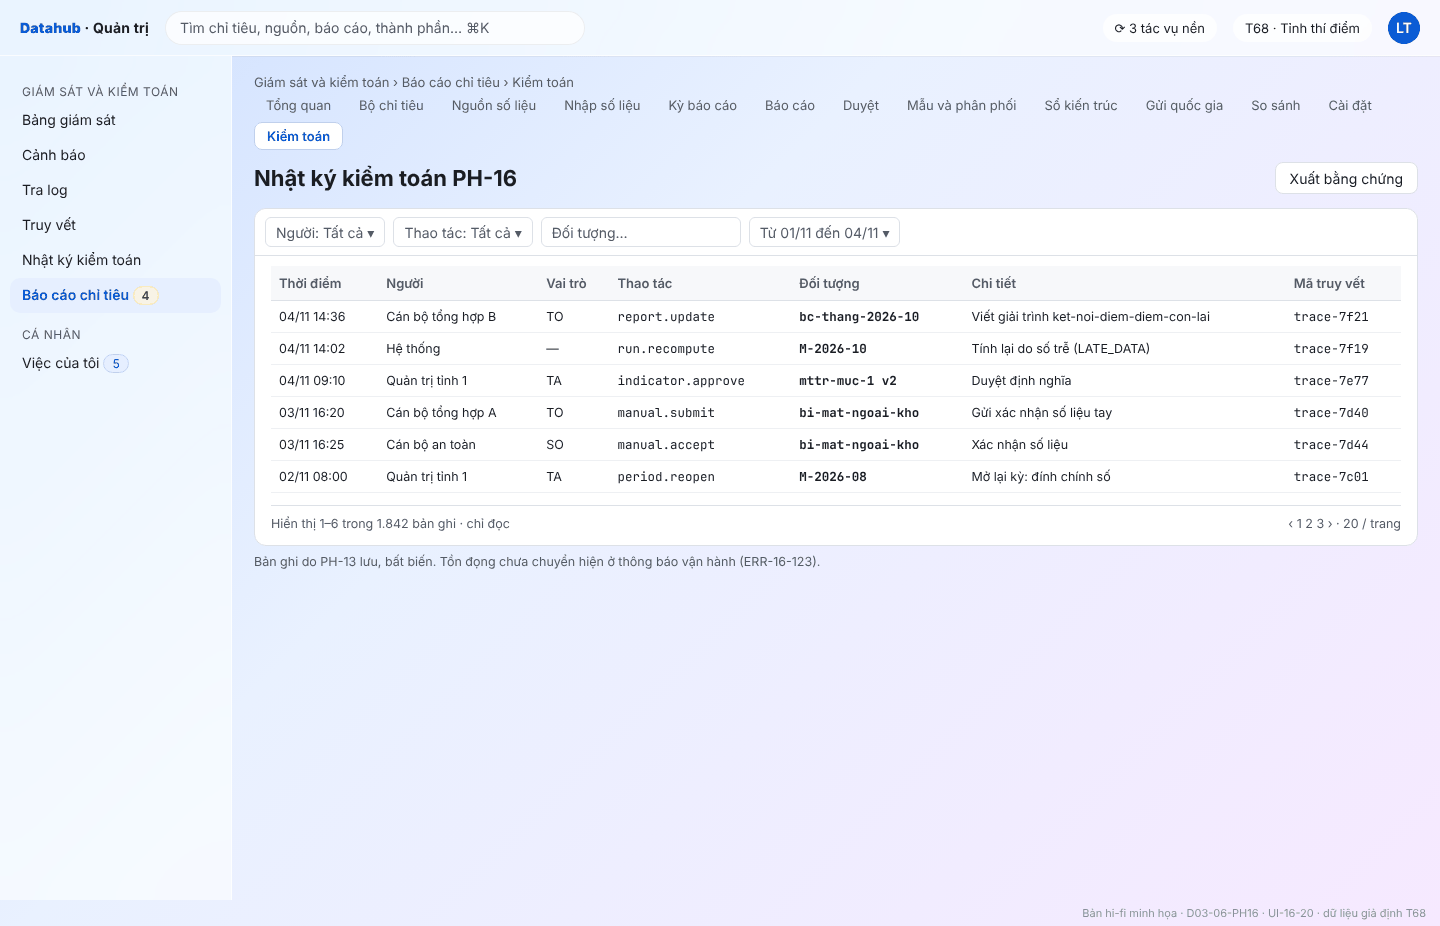 Datahub · Quản trị
Tìm chỉ tiêu, nguồn, báo cáo, thành phần... ⌘K
⟳ 3 tác vụ nền
T68 · Tỉnh thí điểm
LT
GIÁM SÁT VÀ KIỂM TOÁN
Bảng giám sát
Cảnh báo
Tra log
Truy vết
Nhật ký kiểm toán
Báo cáo chỉ tiêu 4
CÁ NHÂN
Việc của tôi 5
Giám sát và kiểm toán › Báo cáo chỉ tiêu › Kiểm toán
Tổng quan Bộ chỉ tiêu Nguồn số liệu Nhập số liệu Kỳ báo cáo Báo cáo Duyệt Mẫu và phân phối Sổ kiến trúc Gửi quốc gia So sánh Cài đặt
Kiểm toán
Nhật ký kiểm toán PH-16
Xuất bằng chứng
Người: Tất cả ▾ Thao tác: Tất cả ▾ Đối tượng... Từ 01/11 đến 04/11 ▾
Thời điểm Người Vai trò Thao tác Đối tượng Chi tiết Mã truy vết
04/11 14:36 Cán bộ tổng hợp B TO report.update bc-thang-2026-10 Viết giải trình ket-noi-diem-diem-con-lai trace-7f21
04/11 14:02 Hệ thống — run.recompute M-2026-10 Tính lại do số trễ (LATE_DATA) trace-7f19
04/11 09:10 Quản trị tỉnh 1 TA indicator.approve mttr-muc-1 v2 Duyệt định nghĩa trace-7e77
03/11 16:20 Cán bộ tổng hợp A TO manual.submit bi-mat-ngoai-kho Gửi xác nhận số liệu tay trace-7d40
03/11 16:25 Cán bộ an toàn SO manual.accept bi-mat-ngoai-kho Xác nhận số liệu trace-7d44
02/11 08:00 Quản trị tỉnh 1 TA period.reopen M-2026-08 Mở lại kỳ: đính chính số trace-7c01
Hiển thị 1–6 trong 1.842 bản ghi · chỉ đọc
‹ 1 2 3 › · 20 / trang
Bản ghi do PH-13 lưu, bất biến. Tồn đọng chưa chuyển hiện ở thông báo vận hành (ERR-16-123).
Bản hi-fi minh họa · D03-06-PH16 · UI-16-20 · dữ liệu giả định T68